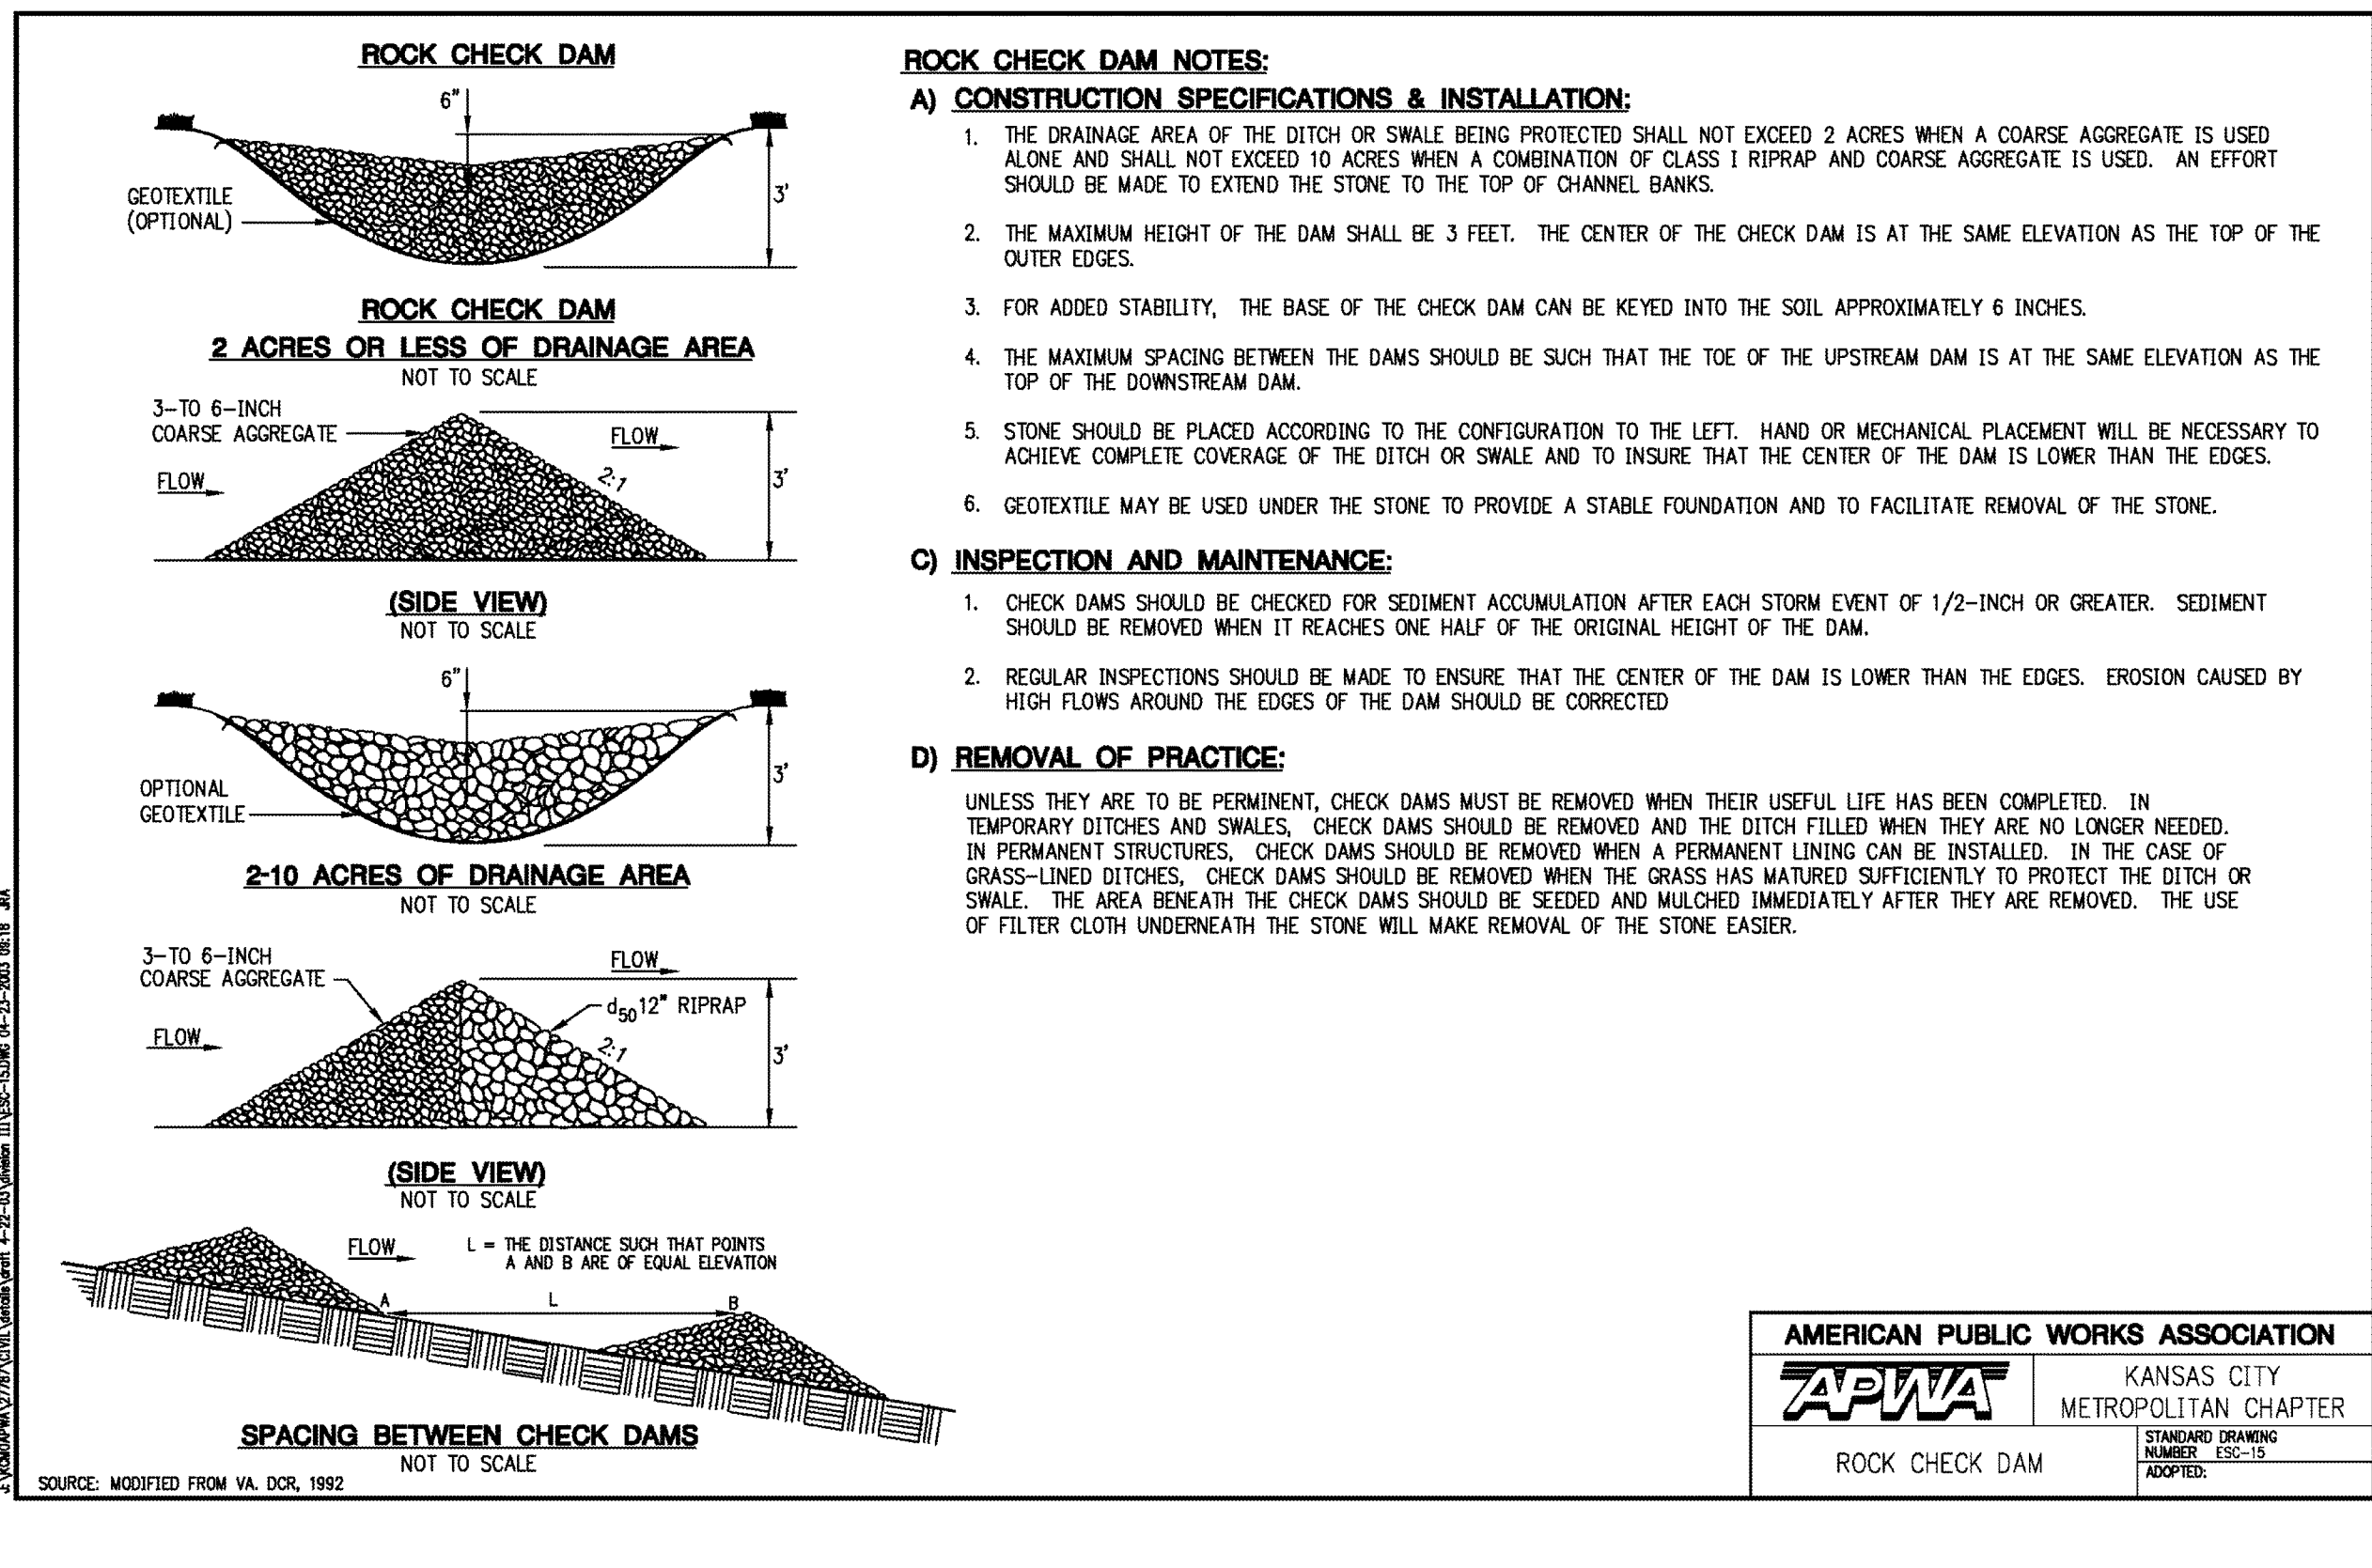 ROCK CHECK DAM
6"
3'
GEOTEXTILE
(OPTIONAL)
ROCK CHECK DAM
2 ACRES OR LESS OF DRAINAGE AREA
NOT TO SCALE
3-TO 6-INCH
COARSE AGGREGATE
FLOW
FLOW
2:1
3'
(SIDE VIEW)
NOT TO SCALE
6"
3'
OPTIONAL
GEOTEXTILE
2-10 ACRES OF DRAINAGE AREA
NOT TO SCALE
3-TO 6-INCH
COARSE AGGREGATE
FLOW
FLOW
d50 12" RIPRAP
2:1
3'
(SIDE VIEW)
NOT TO SCALE
FLOW
L = THE DISTANCE SUCH THAT POINTS
A AND B ARE OF EQUAL ELEVATION
A
L
B
SPACING BETWEEN CHECK DAMS
NOT TO SCALE
SOURCE: MODIFIED FROM VA. DCR, 1992
ROCK CHECK DAM NOTES:
A) CONSTRUCTION SPECIFICATIONS & INSTALLATION:
1. THE DRAINAGE AREA OF THE DITCH OR SWALE BEING PROTECTED SHALL NOT EXCEED 2 ACRES WHEN A COARSE AGGREGATE IS USED
ALONE AND SHALL NOT EXCEED 10 ACRES WHEN A COMBINATION OF CLASS I RIPRAP AND COARSE AGGREGATE IS USED. AN EFFORT
SHOULD BE MADE TO EXTEND THE STONE TO THE TOP OF CHANNEL BANKS.
2. THE MAXIMUM HEIGHT OF THE DAM SHALL BE 3 FEET. THE CENTER OF THE CHECK DAM IS AT THE SAME ELEVATION AS THE TOP OF THE
OUTER EDGES.
3. FOR ADDED STABILITY, THE BASE OF THE CHECK DAM CAN BE KEYED INTO THE SOIL APPROXIMATELY 6 INCHES.
4. THE MAXIMUM SPACING BETWEEN THE DAMS SHOULD BE SUCH THAT THE TOE OF THE UPSTREAM DAM IS AT THE SAME ELEVATION AS THE
TOP OF THE DOWNSTREAM DAM.
5. STONE SHOULD BE PLACED ACCORDING TO THE CONFIGURATION TO THE LEFT. HAND OR MECHANICAL PLACEMENT WILL BE NECESSARY TO
ACHIEVE COMPLETE COVERAGE OF THE DITCH OR SWALE AND TO INSURE THAT THE CENTER OF THE DAM IS LOWER THAN THE EDGES.
6. GEOTEXTILE MAY BE USED UNDER THE STONE TO PROVIDE A STABLE FOUNDATION AND TO FACILITATE REMOVAL OF THE STONE.
C) INSPECTION AND MAINTENANCE:
1. CHECK DAMS SHOULD BE CHECKED FOR SEDIMENT ACCUMULATION AFTER EACH STORM EVENT OF 1/2-INCH OR GREATER. SEDIMENT
SHOULD BE REMOVED WHEN IT REACHES ONE HALF OF THE ORIGINAL HEIGHT OF THE DAM.
2. REGULAR INSPECTIONS SHOULD BE MADE TO ENSURE THAT THE CENTER OF THE DAM IS LOWER THAN THE EDGES. EROSION CAUSED BY
HIGH FLOWS AROUND THE EDGES OF THE DAM SHOULD BE CORRECTED
D) REMOVAL OF PRACTICE:
UNLESS THEY ARE TO BE PERMINENT, CHECK DAMS MUST BE REMOVED WHEN THEIR USEFUL LIFE HAS BEEN COMPLETED. IN
TEMPORARY DITCHES AND SWALES, CHECK DAMS SHOULD BE REMOVED AND THE DITCH FILLED WHEN THEY ARE NO LONGER NEEDED.
IN PERMANENT STRUCTURES, CHECK DAMS SHOULD BE REMOVED WHEN A PERMANENT LINING CAN BE INSTALLED. IN THE CASE OF
GRASS-LINED DITCHES, CHECK DAMS SHOULD BE REMOVED WHEN THE GRASS HAS MATURED SUFFICIENTLY TO PROTECT THE DITCH OR
SWALE. THE AREA BENEATH THE CHECK DAMS SHOULD BE SEEDED AND MULCHED IMMEDIATELY AFTER THEY ARE REMOVED. THE USE
OF FILTER CLOTH UNDERNEATH THE STONE WILL MAKE REMOVAL OF THE STONE EASIER.
AMERICAN PUBLIC WORKS ASSOCIATION
APWA
KANSAS CITY
METROPOLITAN CHAPTER
ROCK CHECK DAM
STANDARD DRAWING
NUMBER ESC-15
ADOPTED: